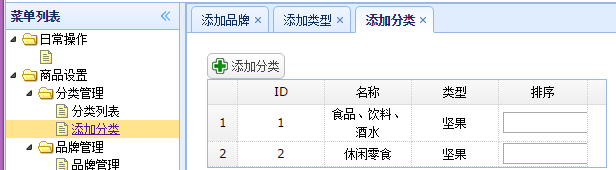 菜单列表
日常操作
商品设置
分类管理
分类列表
添加分类
品牌管理
品牌管理
添加品牌 添加类型 添加分类
添加分类
ID 名称 类型 排序
1 1 食品、饮料、
酒水 坚果
2 2 休闲零食 坚果